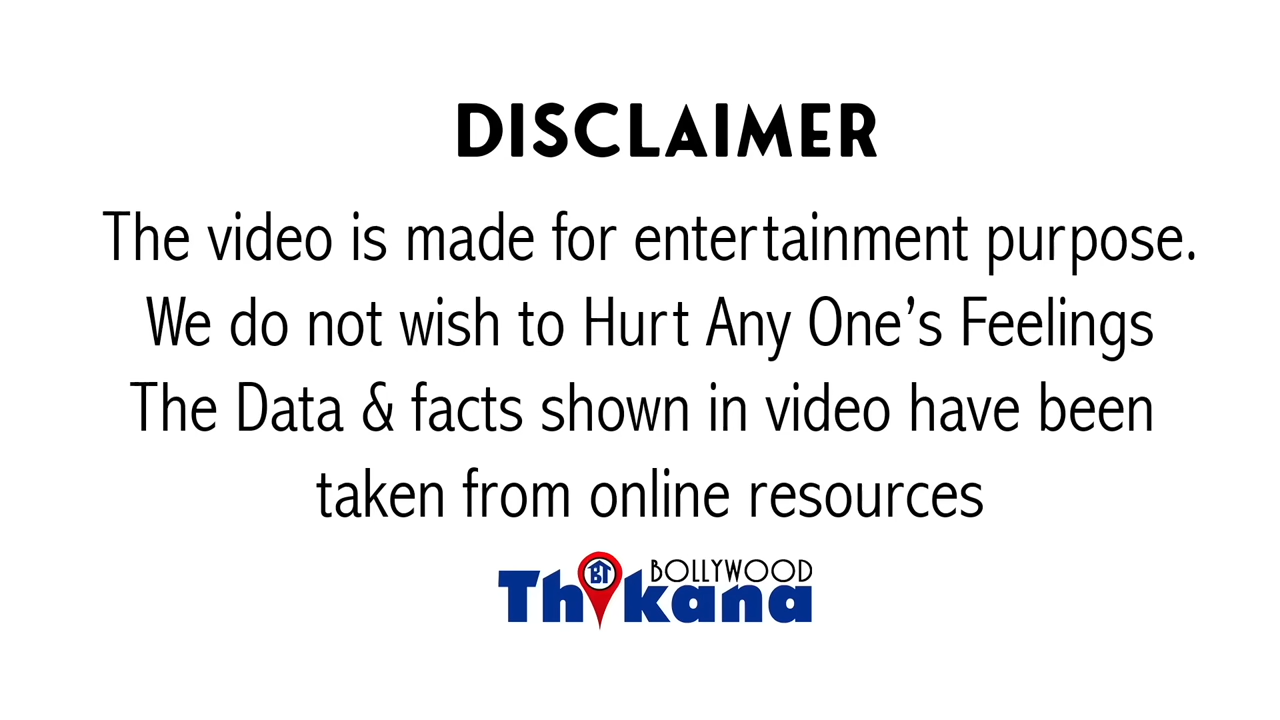 DISCLAIMER
The video is made for entertainment purpose.
We do not wish to Hurt Any One’s Feelings
The Data & facts shown in video have been
taken from online resources
BT
BOLLYWOOD
Thikana